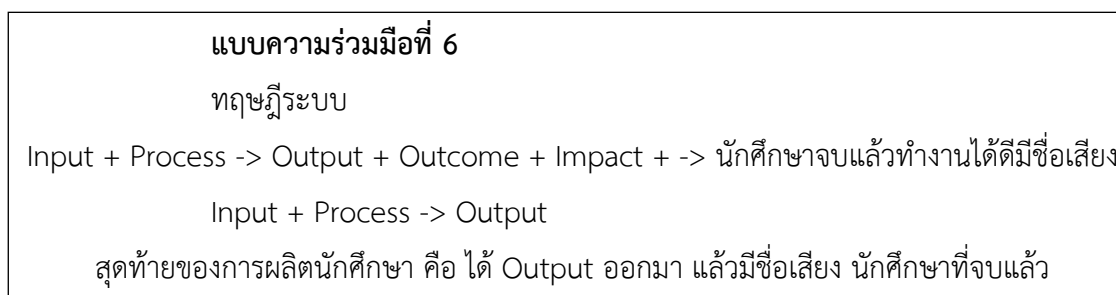 แบบความร่วมมือที่ 6
ทฤษฎีระบบ
Input + Process -> Output + Outcome + Impact + -> นักศึกษาจบแล้วทำงานได้ดีมีชื่อเสียง
Input + Process -> Output
สุดท้ายของการผลิตนักศึกษา คือ ได้ Output ออกมา แล้วมีชื่อเสียง นักศึกษาที่จบแล้ว